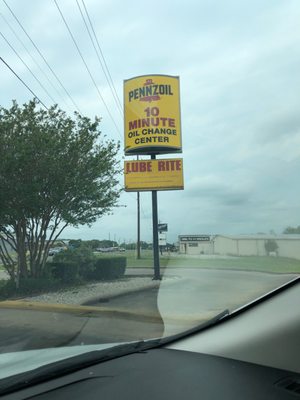 PENNZOIL
10
MINUTE
OIL CHANGE
CENTER
LUBE RITE